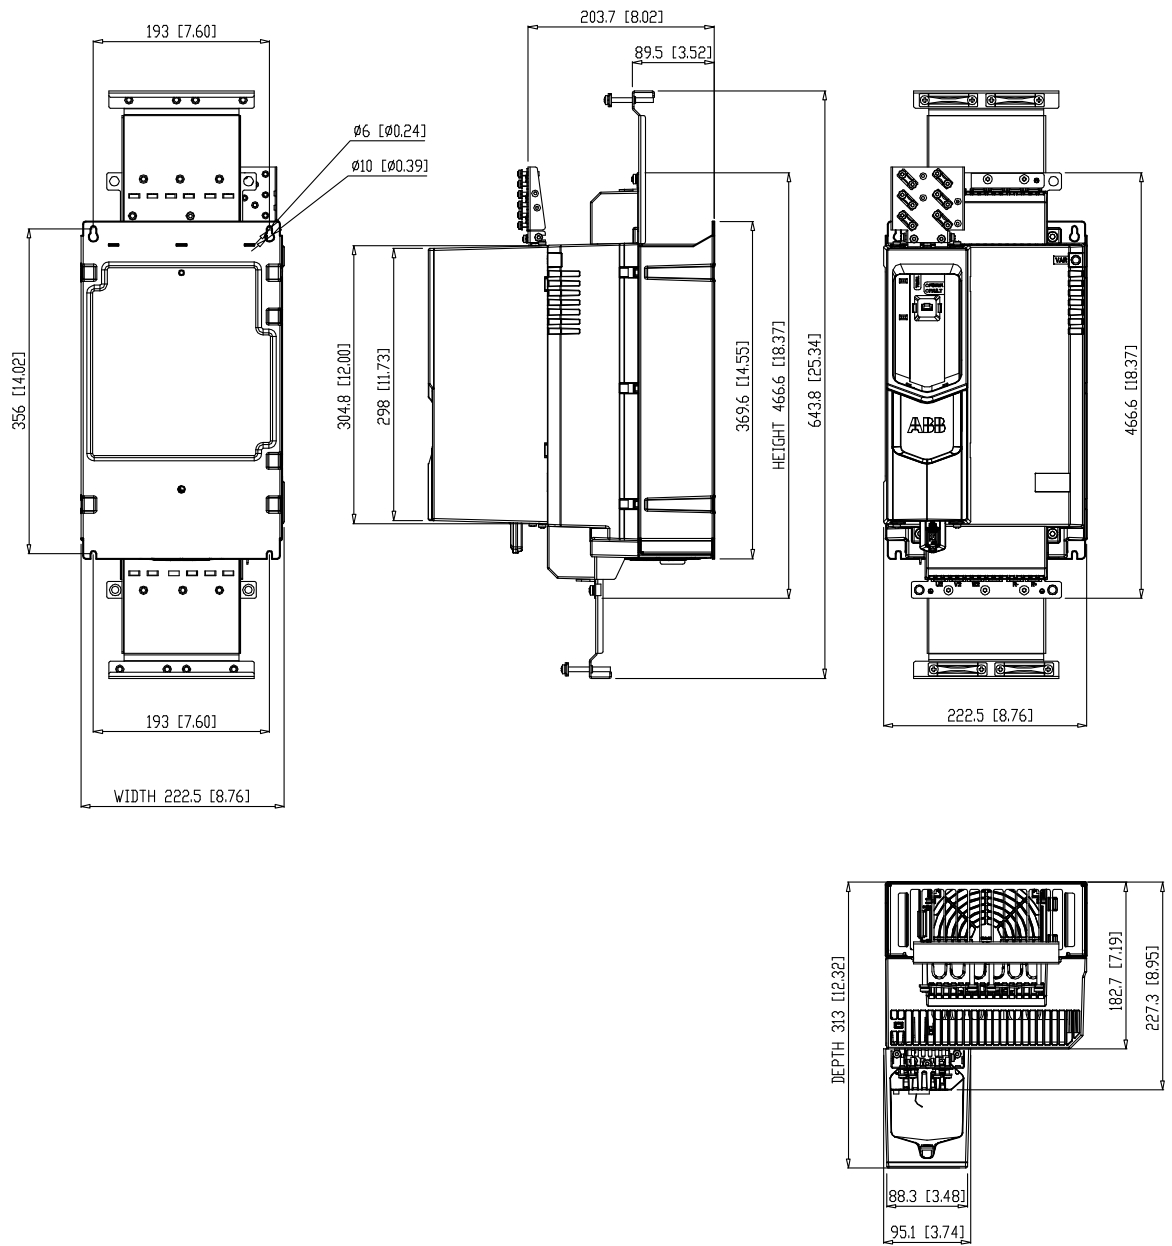 203.7 [8.02]
193 [7.60]
89.5 [3.52]
ø6 [ø0.24]
ø10 [ø0.39]
356 [14.02]
304.8 [12.00]
298 [11.73]
369.6 [14.55]
HEIGHT 466.6 [18.37]
643.8 [25.34]
466.6 [18.37]
ABB
193 [7.60]
222.5 [8.76]
WIDTH 222.5 [8.76]
DEPTH 313 [12.32]
182.7 [7.19]
227.3 [8.95]
88.3 [3.48]
95.1 [3.74]